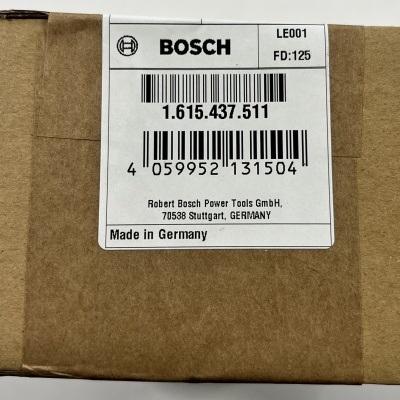 BOSCH
LE001
FD:125
1.615.437.511
4 059952 131504
Robert Bosch Power Tools GmbH,
70538 Stuttgart, GERMANY
Made in Germany